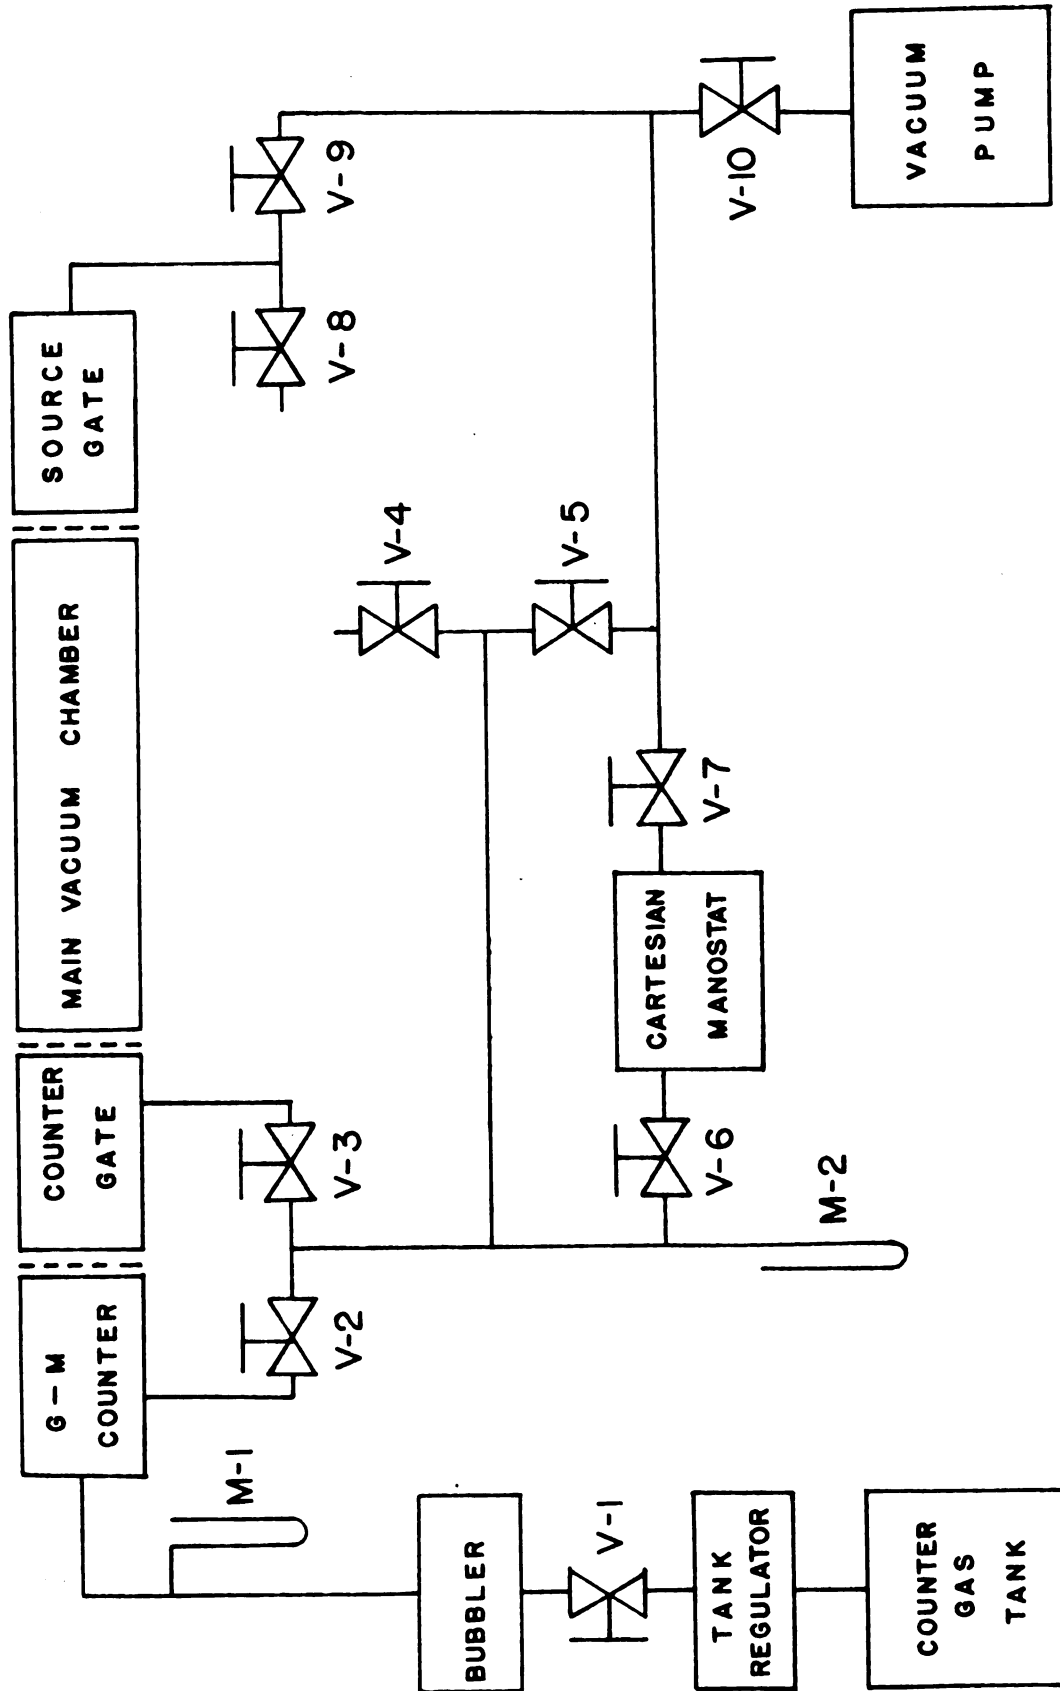 G-M
COUNTER
COUNTER
GATE
MAIN VACUUM CHAMBER
SOURCE
GATE
M-1
V-2
V-3
V-8
V-9
V-4
BUBBLER
V-1
V-5
TANK
REGULATOR
V-6
CARTESIAN
MANOSTAT
V-7
V-10
M-2
COUNTER
GAS
TANK
VACUUM
PUMP